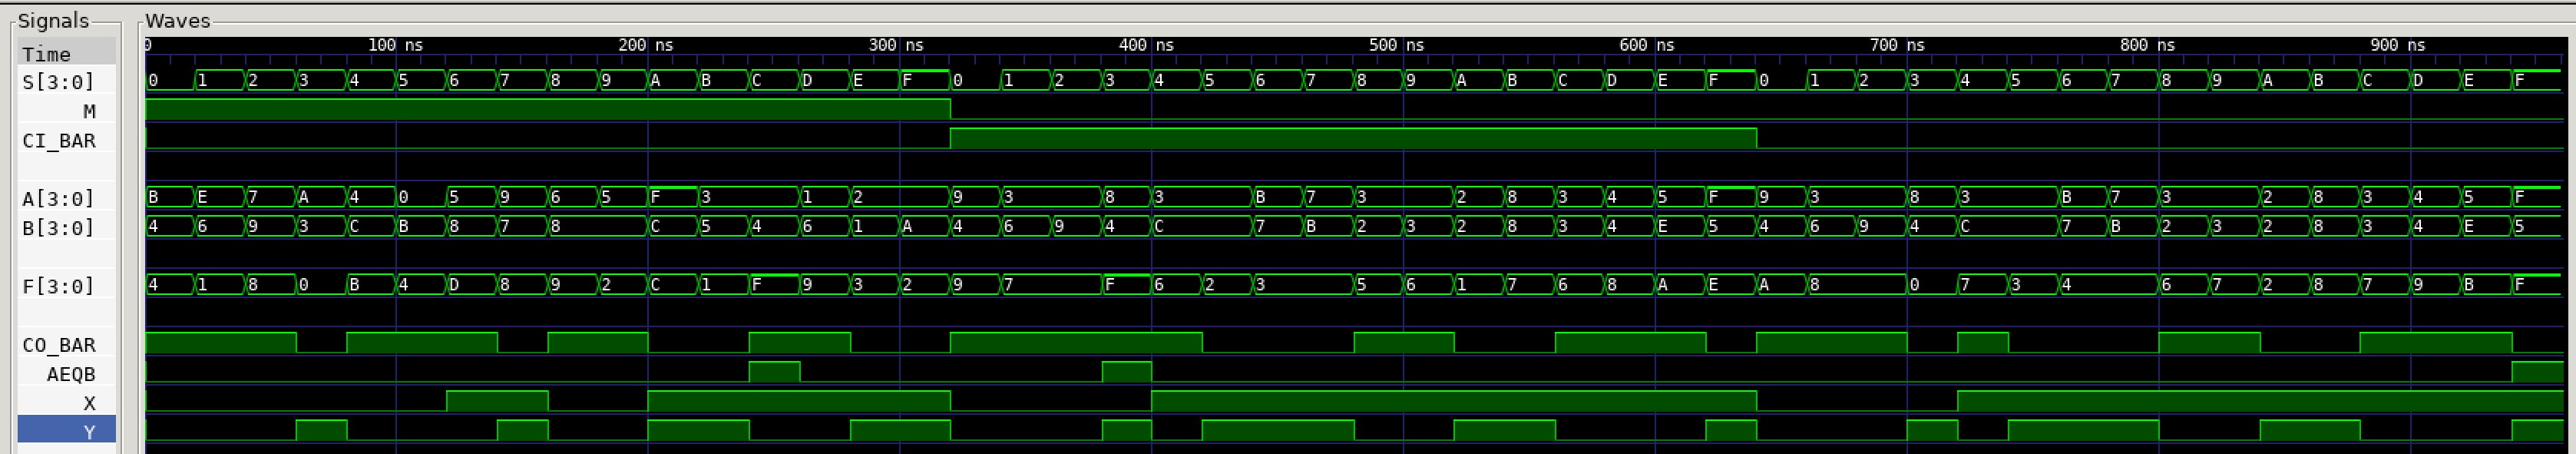 Signals Waves
Time 0 100 ns 200 ns 300 ns 400 ns 500 ns 600 ns 700 ns 800 ns 900 ns
S[3:0] 0 1 2 3 4 5 6 7 8 9 A B C D E F 0 1 2 3 4 5 6 7 8 9 A B C D E F 0 1 2 3 4 5 6 7 8 9 A B C D E F
M
CI_BAR
A[3:0] B E 7 A 4 0 5 9 6 5 F 3 1 2 9 3 8 3 B 7 3 2 8 3 4 5 F 9 3 8 3 B 7 3 2 8 3 4 5 F
B[3:0] 4 6 9 3 C B 8 7 8 C 5 4 6 1 A 4 6 9 4 C 7 B 2 3 2 8 3 4 E 5 4 6 9 4 C 7 B 2 3 2 8 3 4 E 5
F[3:0] 4 1 8 0 B 4 D 8 9 2 C 1 F 9 3 2 9 7 F 6 2 3 5 6 1 7 6 8 A E A 8 0 7 3 4 6 7 2 8 7 9 B F
CO_BAR
AEQB
X
Y